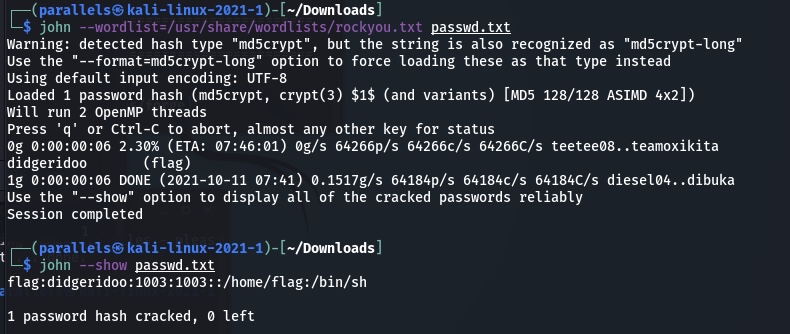 ┌──(parallels㉿kali-linux-2021-1)-[~/Downloads]
└─$ john --wordlist=/usr/share/wordlists/rockyou.txt passwd.txt
Warning: detected hash type "md5crypt", but the string is also recognized as "md5crypt-long"
Use the "--format=md5crypt-long" option to force loading these as that type instead
Using default input encoding: UTF-8
Loaded 1 password hash (md5crypt, crypt(3) $1$ (and variants) [MD5 128/128 ASIMD 4x2])
Will run 2 OpenMP threads
Press 'q' or Ctrl-C to abort, almost any other key for status
0g 0:00:00:06 2.30% (ETA: 07:46:01) 0g/s 64266p/s 64266c/s 64266C/s teetee08..teamoxikita
didgeridoo       (flag)
1g 0:00:00:06 DONE (2021-10-11 07:41) 0.1517g/s 64184p/s 64184c/s 64184C/s diesel04..dibuka
Use the "--show" option to display all of the cracked passwords reliably
Session completed
┌──(parallels㉿kali-linux-2021-1)-[~/Downloads]
└─$ john --show passwd.txt
flag:didgeridoo:1003:1003::/home/flag:/bin/sh
1 password hash cracked, 0 left